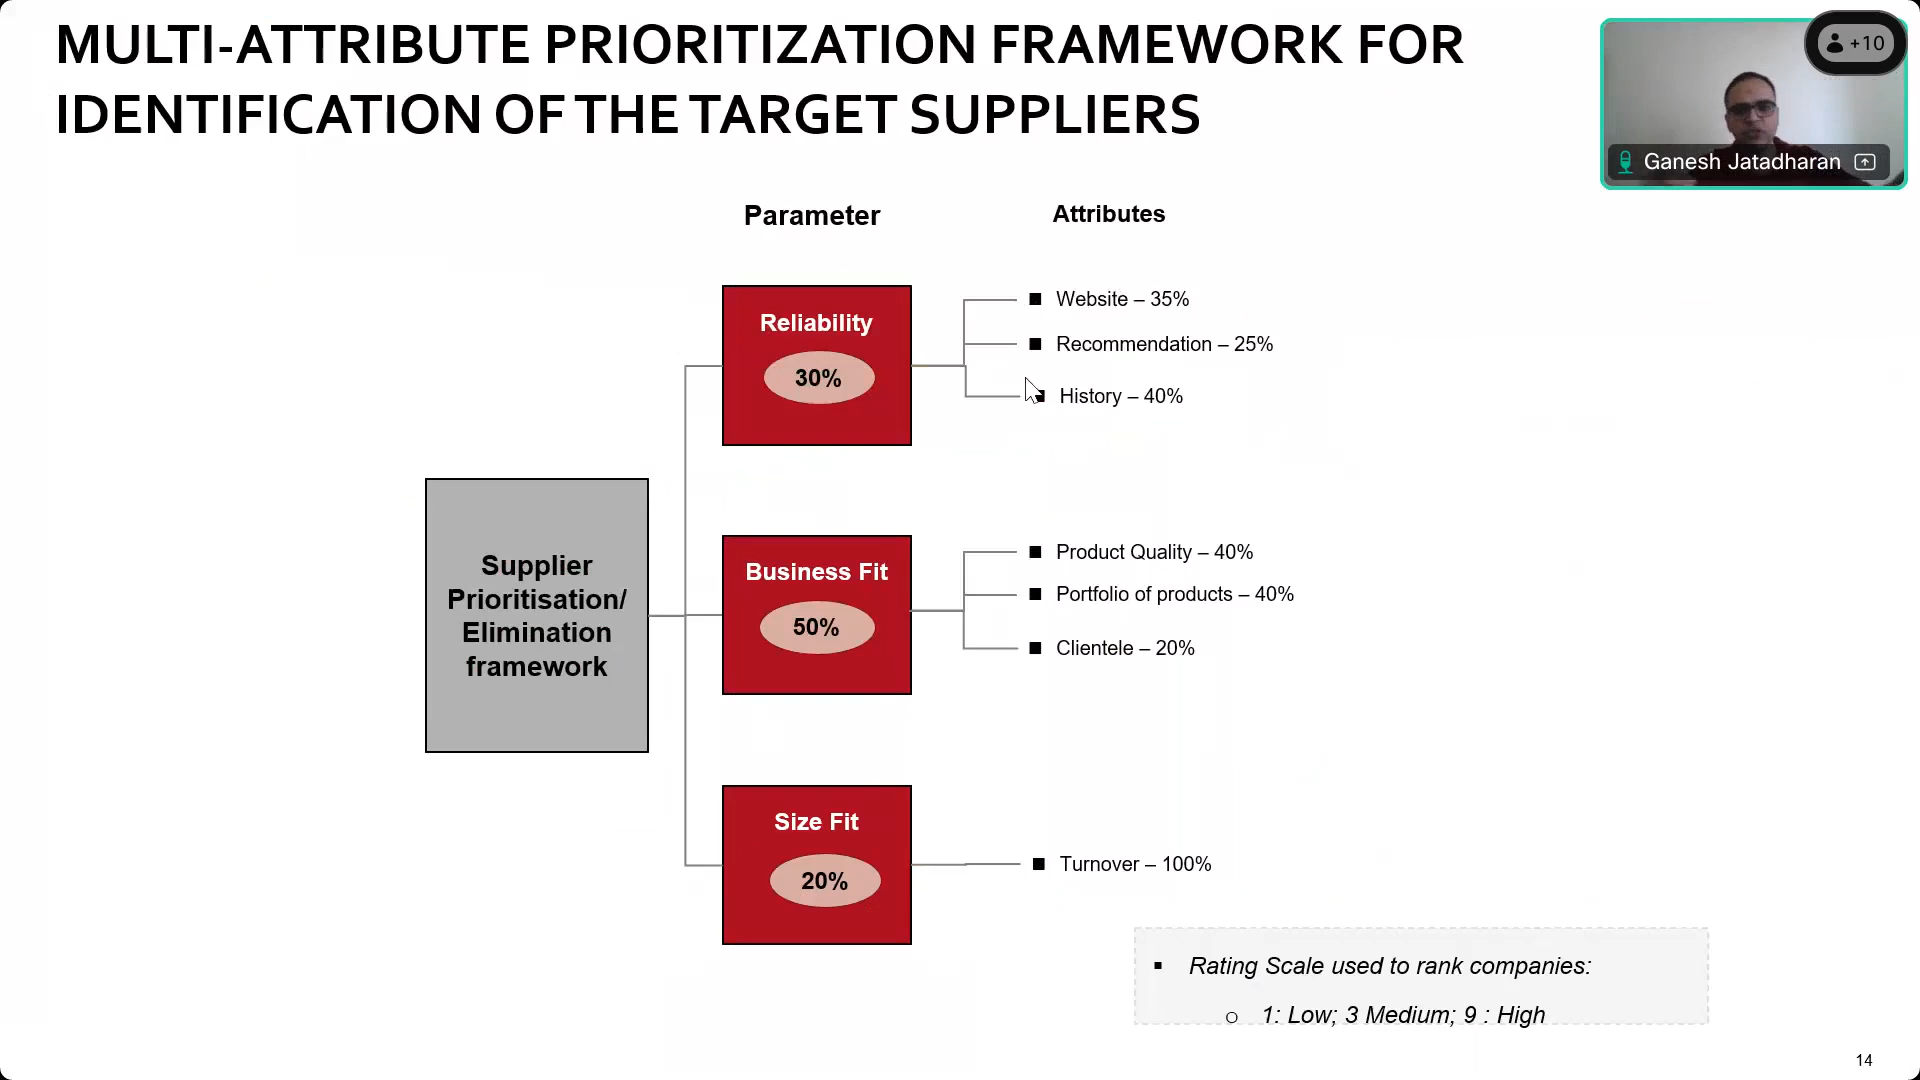 MULTI-ATTRIBUTE PRIORITIZATION FRAMEWORK FOR
IDENTIFICATION OF THE TARGET SUPPLIERS
+10
Ganesh Jatadharan
Parameter
Attributes
Reliability
30%
Website – 35%
Recommendation – 25%
History – 40%
Supplier
Prioritisation/
Elimination
framework
Business Fit
50%
Product Quality – 40%
Portfolio of products – 40%
Clientele – 20%
Size Fit
20%
Turnover – 100%
Rating Scale used to rank companies:
1: Low; 3 Medium; 9 : High
14